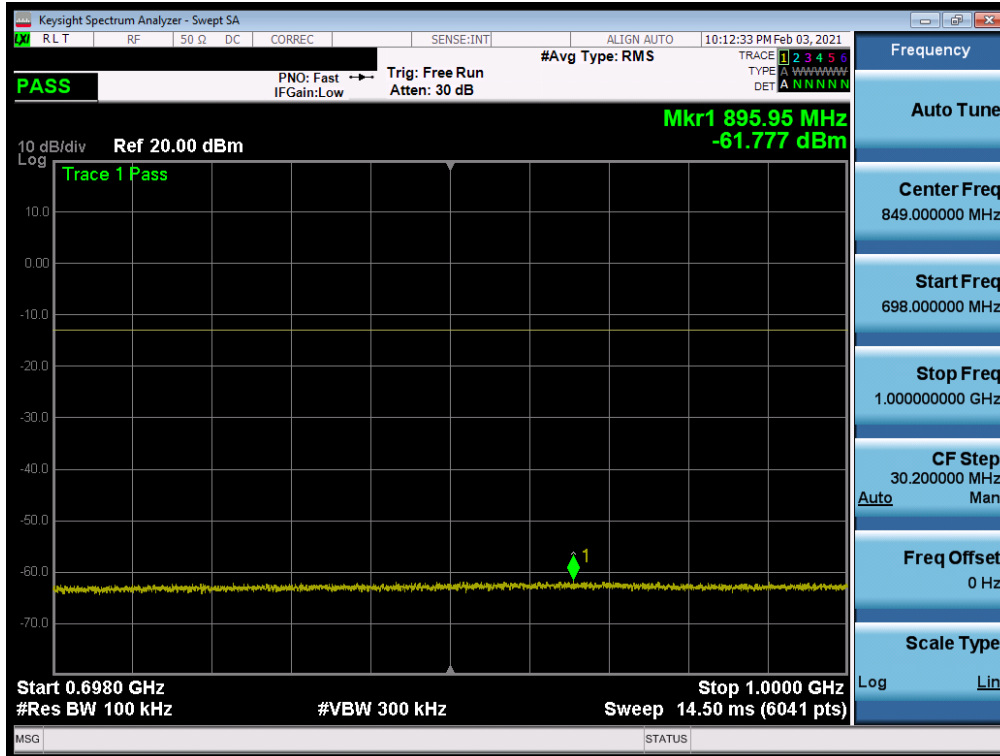 Keysight Spectrum Analyzer - Swept SA
LXI RLT RF 50 Ω DC CORREC SENSE:INT ALIGN AUTO 10:12:33 PM Feb 03, 2021
PASS
PNO: Fast
IFGain:Low
Trig: Free Run
Atten: 30 dB
#Avg Type: RMS
TRACE 1 2 3 4 5 6
TYPE A WWWWW
DET A N N N N N
Mkr1 895.95 MHz
-61.777 dBm
10 dB/div Ref 20.00 dBm
Log
Trace 1 Pass
10.0
0.00
-10.0
-20.0
-30.0
-40.0
-50.0
1
-60.0
-70.0
Start 0.6980 GHz Stop 1.0000 GHz
#Res BW 100 kHz #VBW 300 kHz Sweep 14.50 ms (6041 pts)
MSG STATUS
Frequency
Auto Tune
Center Freq
849.000000 MHz
Start Freq
698.000000 MHz
Stop Freq
1.000000000 GHz
CF Step
30.200000 MHz
Auto Man
Freq Offset
0 Hz
Scale Type
Log Lin